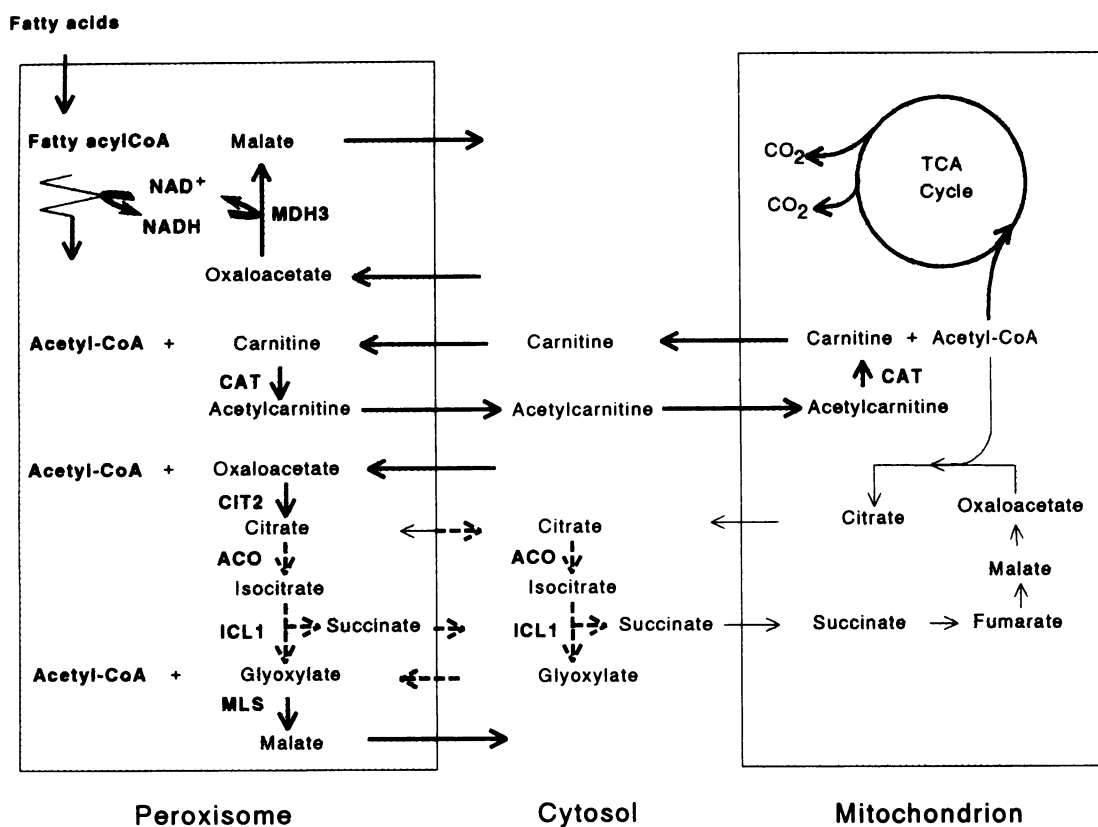 Fatty acids
Fatty acylCoA Malate
CO2
TCA
Cycle
NAD+
NADH
MDH3
CO2
Oxaloacetate
Acetyl-CoA + Carnitine Carnitine Carnitine + Acetyl-CoA
CAT CAT
Acetylcarnitine Acetylcarnitine Acetylcarnitine
Acetyl-CoA + Oxaloacetate
CIT2
Citrate Citrate Citrate Oxaloacetate
ACO ACO
Malate
Isocitrate Isocitrate
ICL1 Succinate ICL1 Succinate Succinate Fumarate
Acetyl-CoA + Glyoxylate Glyoxylate
MLS
Malate
Peroxisome Cytosol Mitochondrion